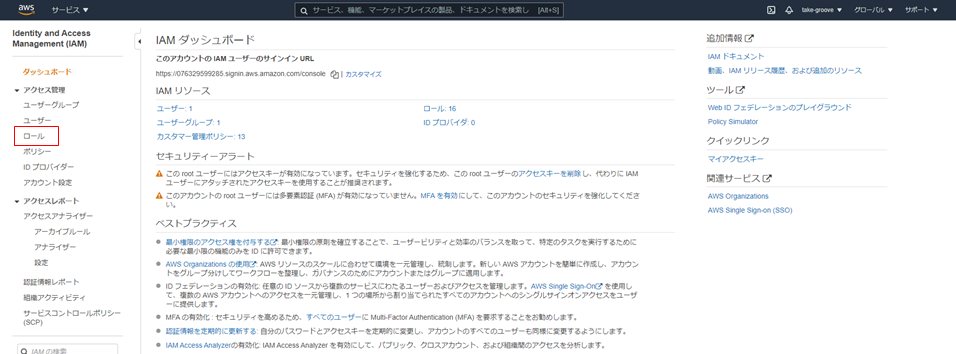 aws
サービス、機能、マーケットプレイスの製品、ドキュメントを検索し [Alt+S]
take-groove グローバル サポート
Identity and Access
Management (IAM)
ダッシュボード
アクセス管理
ユーザーグループ
ユーザー
ロール
ポリシー
ID プロバイダー
アカウント設定
アクセスレポート
アクセスアナライザー
アーカイブルール
アナライザー
設定
認証情報レポート
組織アクティビティ
サービスコントロールポリシー
(SCP)
IAM の検索
IAM ダッシュボード
このアカウントの IAM ユーザーのサインイン URL
https://076329599285.signin.aws.amazon.com/console | カスタマイズ
IAM リソース
ユーザー: 1 ロール: 16
ユーザーグループ: 1 ID プロバイダ: 0
カスタマー管理ポリシー: 13
セキュリティーアラート
この root ユーザーにはアクセスキーが有効になっています。セキュリティを強化するため、この root ユーザーのアクセスキーを削除し、代わりに IAM
ユーザーにアタッチされたアクセスキーを使用することが推奨されます。
このアカウントの root ユーザーには多要素認証 (MFA) が有効になっていません。MFA を有効にして、このアカウントのセキュリティを強化してくださ
い。
ベストプラクティス
最小権限のアクセス権を付与する: 最小権限の原則を確立することで、ユーザービリティと効率のバランスを取って、特定のタスクを実行するために
必要な最小限の機能のみを ID に許可できます。
AWS Organizations の使用: AWS リソースのスケールに合わせて環境を一元管理し、統制します。新しい AWS アカウントを簡単に作成し、アカウン
トをグループ分けしてワークフローを整理し、ガバナンスのためにアカウントまたはグループに適用します。
ID フェデレーションの有効化: 任意の ID ソースから複数のサービスにわたるユーザーおよびアクセスを管理します。AWS Single Sign-On を使用し
て、複数の AWS アカウントへのアクセスを一元管理し、1 つの場所から割り当てられたすべてのアカウントへのシングルサインオンアクセスをユーザ
ーに提供します。
MFA の有効化 : セキュリティを高めるため、すべてのユーザーに Multi-Factor Authentication (MFA) を要求することをお勧めします。
認証情報を定期的に更新する: 自分のパスワードとアクセスキーを定期的に変更し、アカウントのすべてのユーザーも同様に変更するようにします。
IAM Access Analyzerの有効化: IAM Access Analyzer を有効にして、パブリック、クロスアカウント、および組織間のアクセスを分析します。
追加情報
IAM ドキュメント
動画、IAM リリース履歴、および追加のリソース
ツール
Web ID フェデレーションのプレイグラウンド
Policy Simulator
クイックリンク
マイアクセスキー
関連サービス
AWS Organizations
AWS Single Sign-on (SSO)